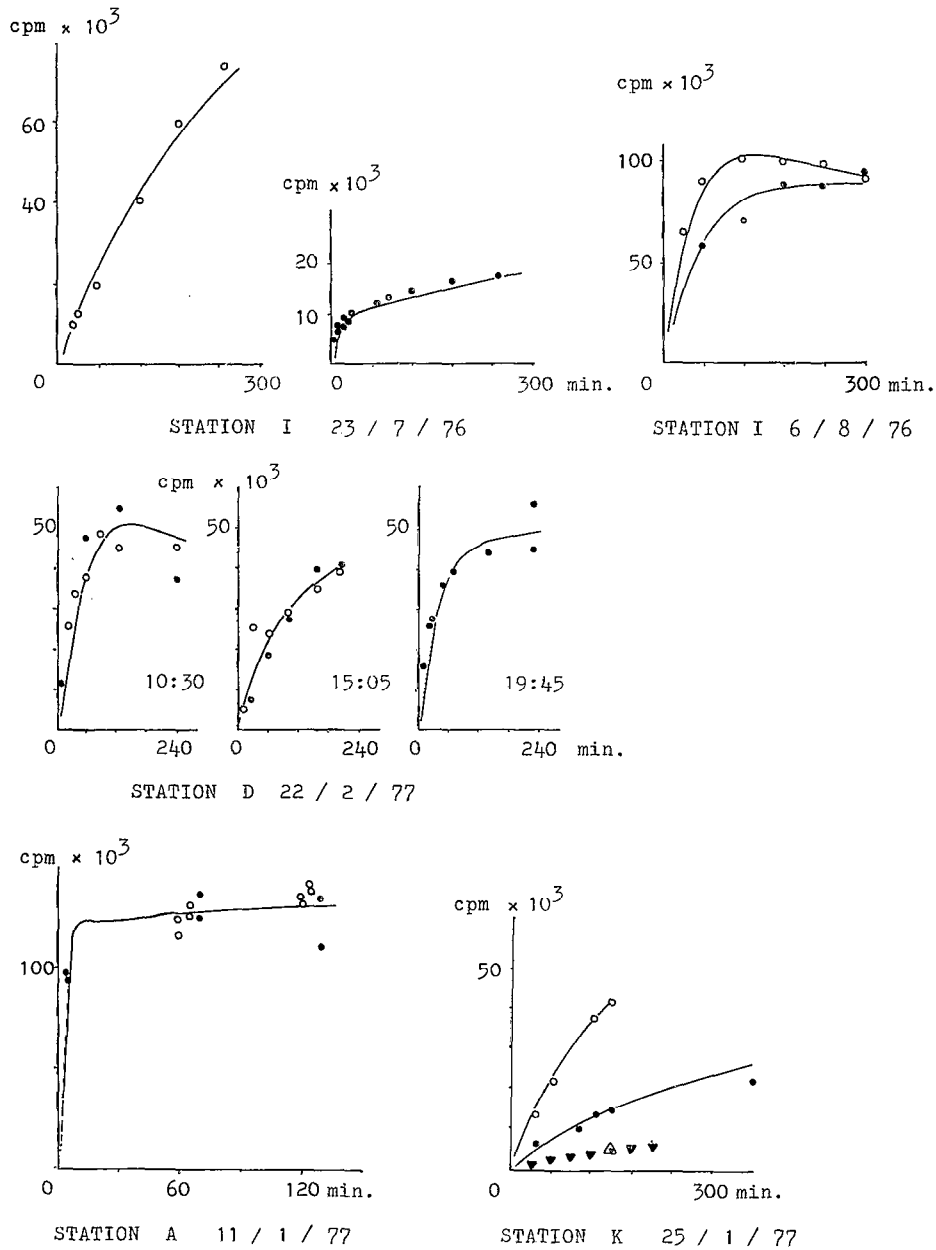 cpm × 10³
60
40
0
300
cpm × 10³
20
10
0
300 min.
STATION I 23 / 7 / 76
cpm × 10³
100
50
0
300
STATION I 6 / 8 / 76
cpm × 10³
50
10:30
0
240
50
15:05
0
240
50
19:45
0
240 min.
STATION D 22 / 2 / 77
cpm × 10³
100
0
60
120 min.
STATION A 11 / 1 / 77
cpm × 10³
50
0
300 min.
STATION K 25 / 1 / 77